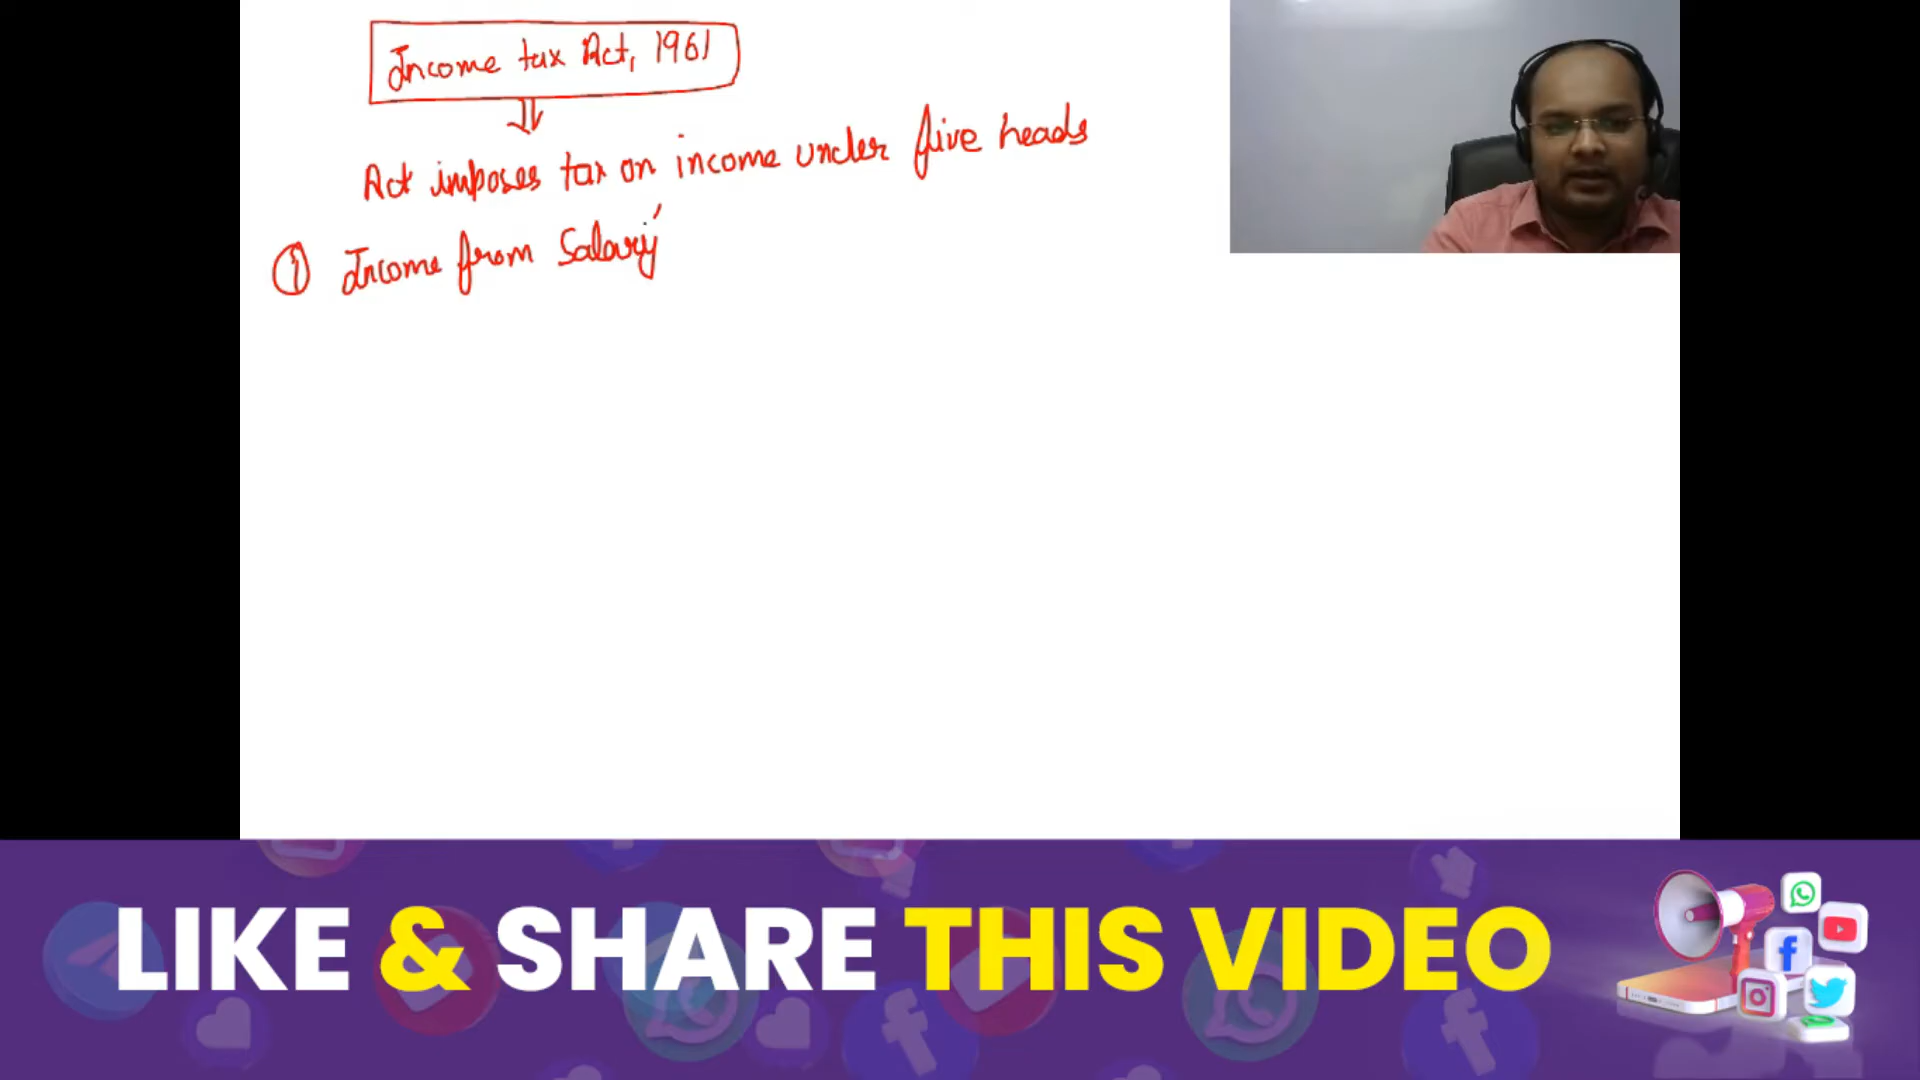 Income tax Act, 1961
Act imposes tax on income under five heads
① Income from Salary
LIKE & SHARE THIS VIDEO